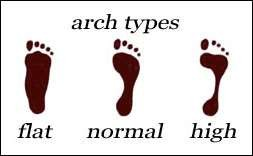 arch types
flat normal high